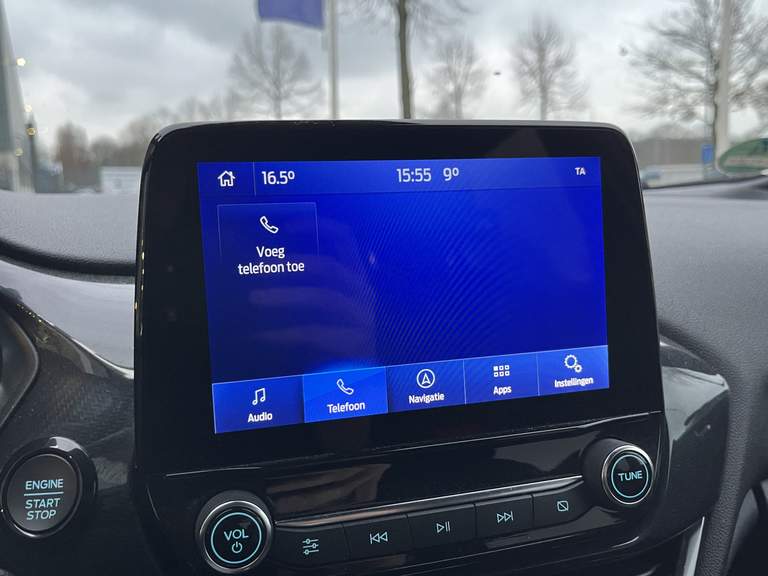 16.5° 15:55 9° TA
Voeg
telefoon toe
Audio Telefoon Navigatie Apps Instellingen
ENGINE
START
STOP
VOL
TUNE